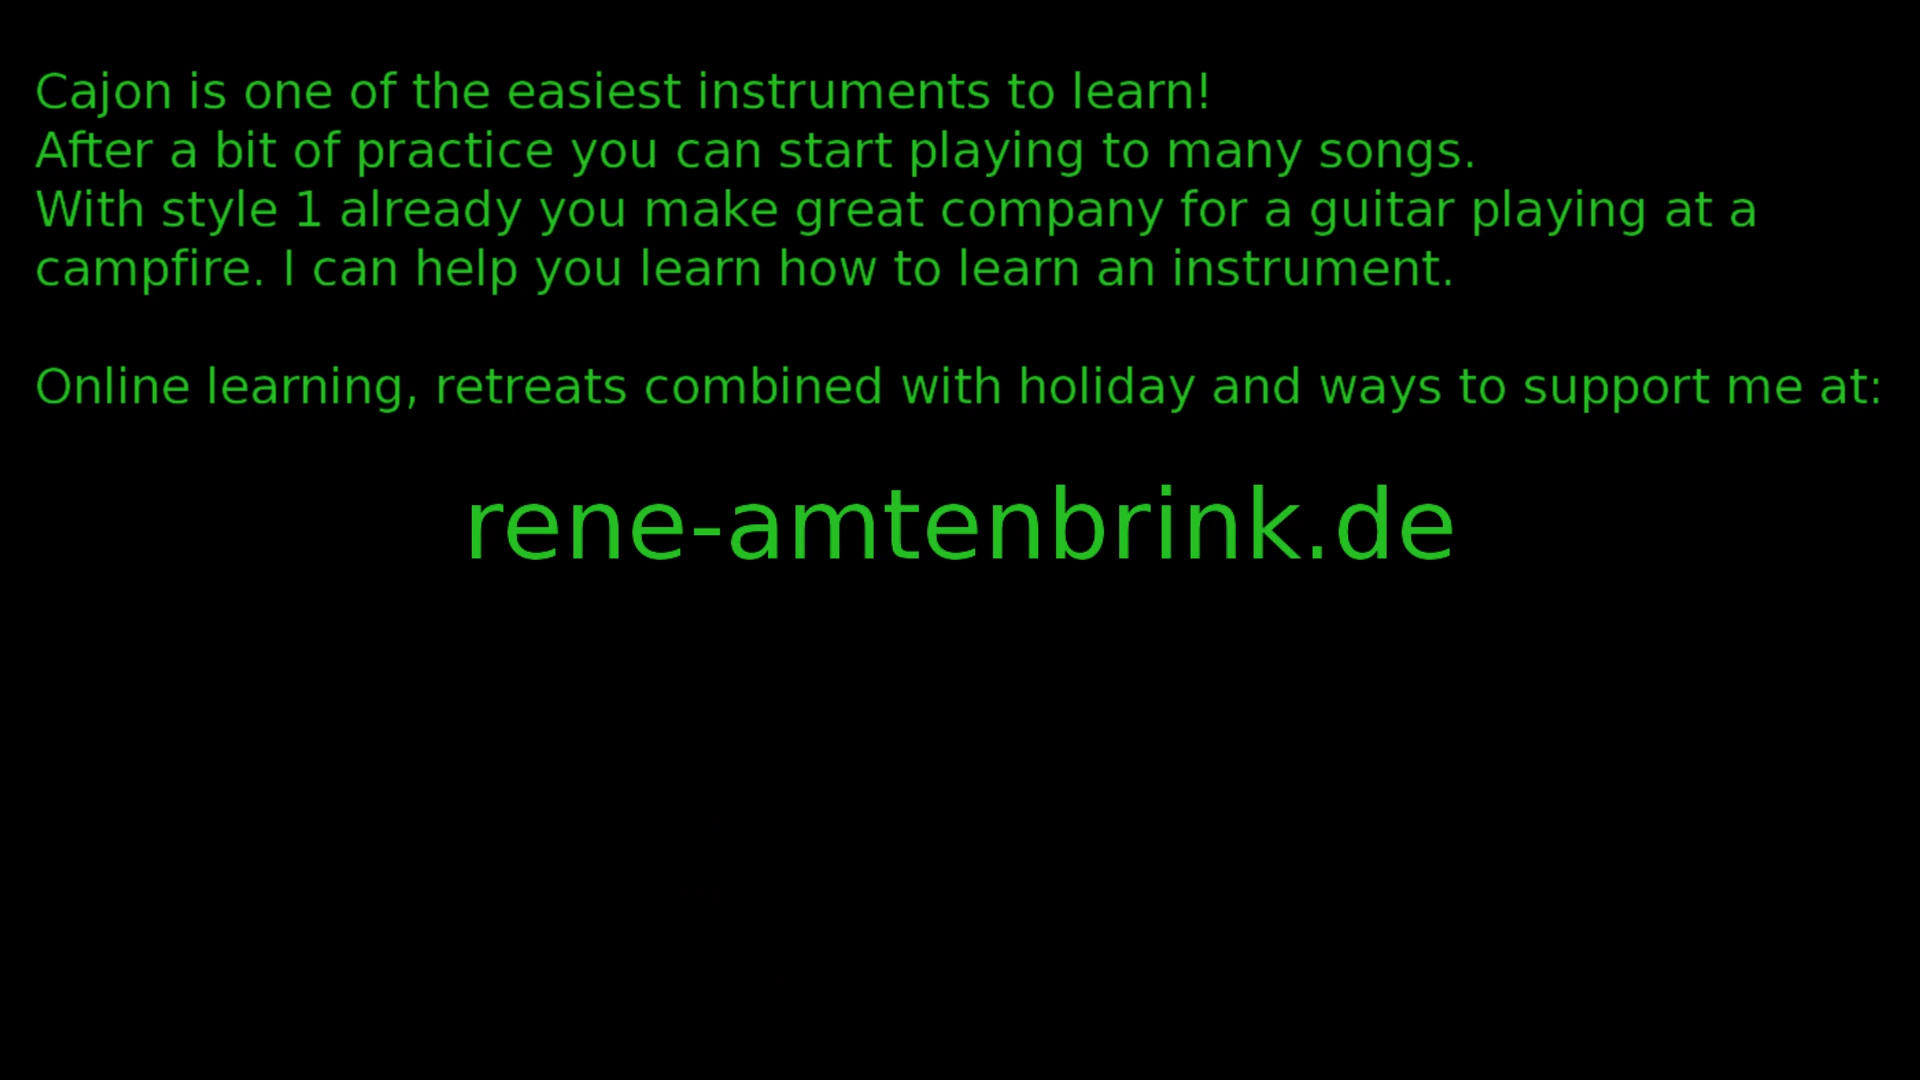 Cajon is one of the easiest instruments to learn!
After a bit of practice you can start playing to many songs.
With style 1 already you make great company for a guitar playing at a
campfire. I can help you learn how to learn an instrument.
Online learning, retreats combined with holiday and ways to support me at:
rene-amtenbrink.de